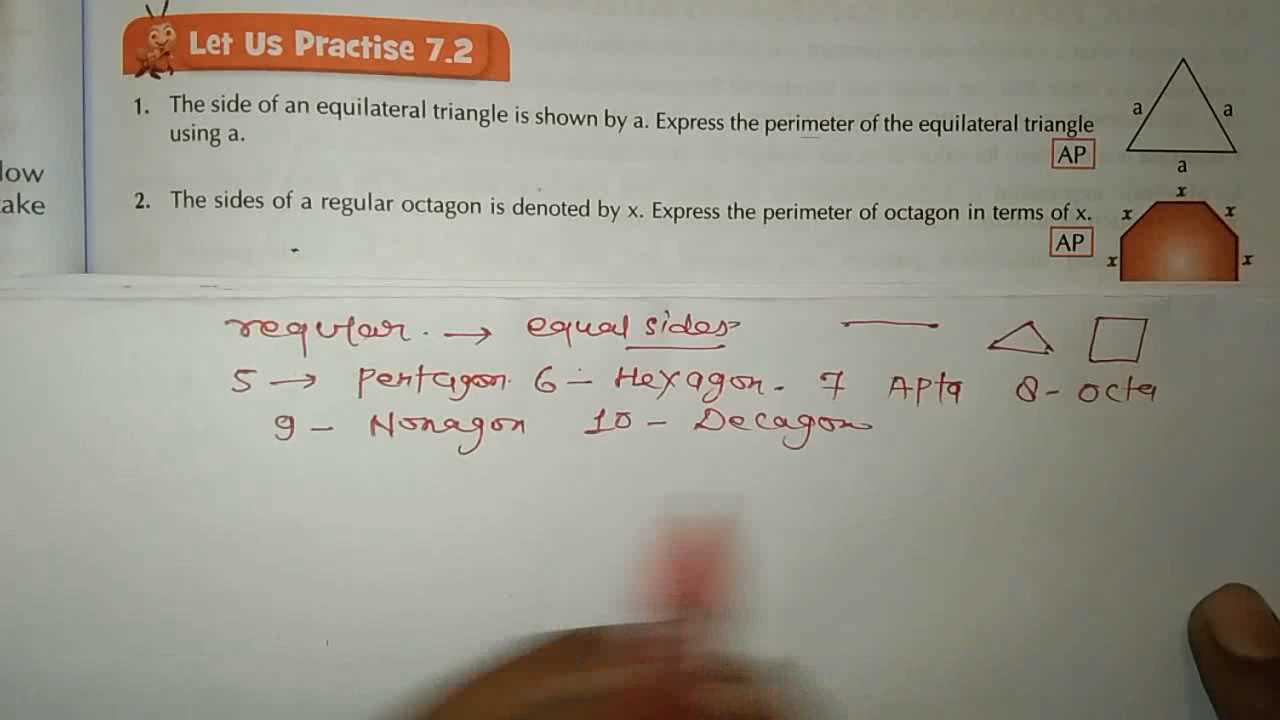 Let Us Practise 7.2
1. The side of an equilateral triangle is shown by a. Express the perimeter of the equilateral triangle
using a.
AP
a
a
a
2. The sides of a regular octagon is denoted by x. Express the perimeter of octagon in terms of x.
AP
x
x
x
x
x
low
ake
regular. → equal sides
5 → Pentagon. 6 - Hexagon. 7 Apta 8 - octa
9 - Nonagon 10 - Decagon